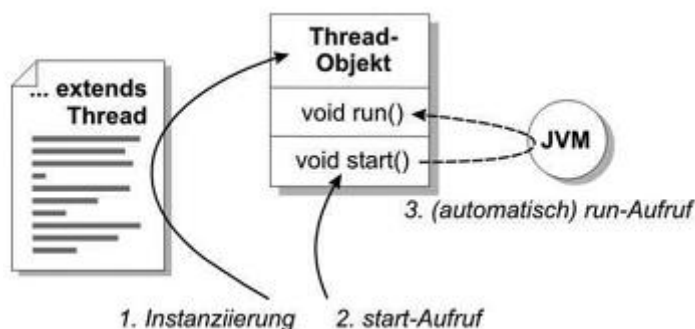 ... extends
Thread
Thread-
Objekt
void run()
void start()
JVM
3. (automatisch) run-Aufruf
1. Instanziierung
2. start-Aufruf